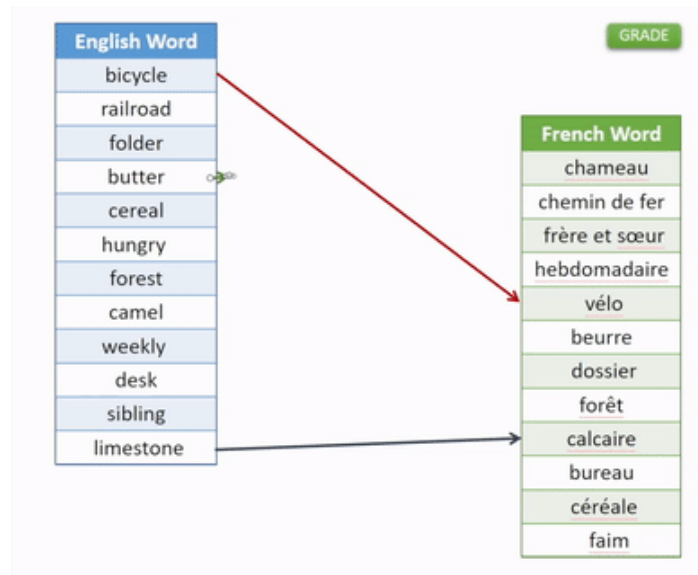 English Word
bicycle
railroad
folder
butter
cereal
hungry
forest
camel
weekly
desk
sibling
limestone
GRADE
French Word
chameau
chemin de fer
frère et sœur
hebdomadaire
vélo
beurre
dossier
forêt
calcaire
bureau
céréale
faim